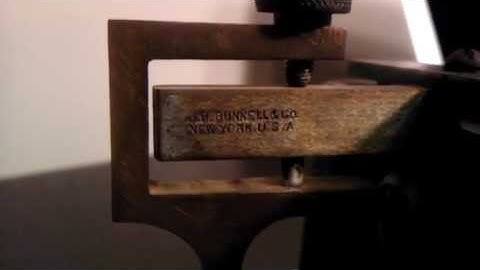 J.H. BUNNELL & CO.
NEW YORK, U.S.A